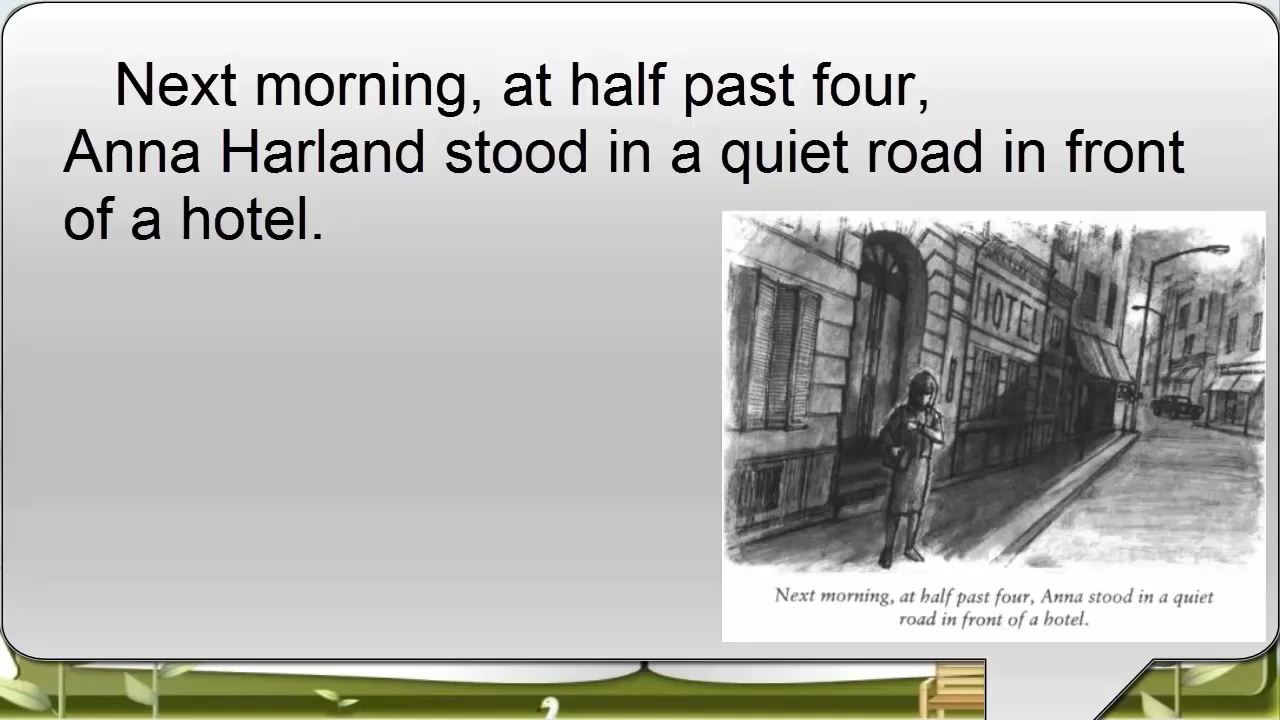 Next morning, at half past four,
Anna Harland stood in a quiet road in front
of a hotel.
HOTEL
Next morning, at half past four, Anna stood in a quiet
road in front of a hotel.